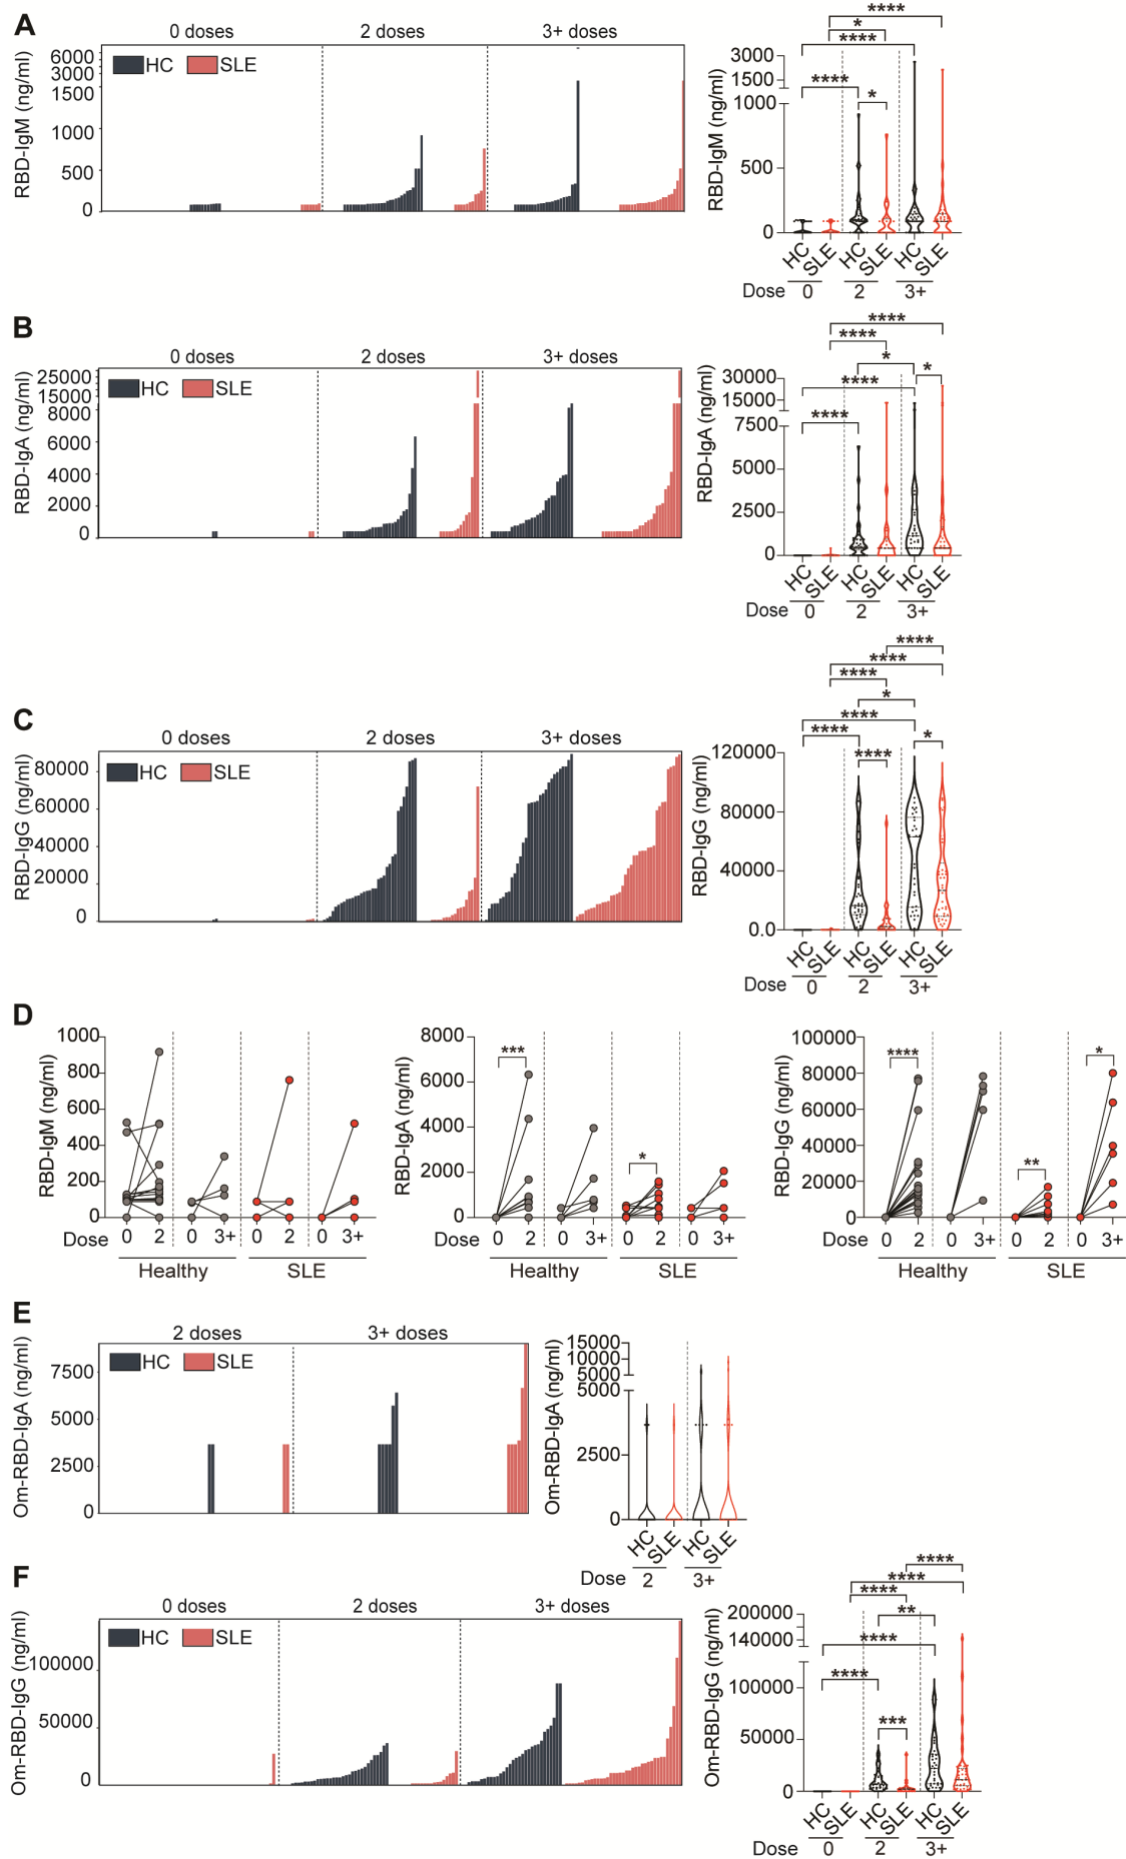 A
0 doses 2 doses 3+ doses
HC SLE
RBD-IgM (ng/ml)
6000
3000
1500
1000
500
0
**** 
*
****
****
*
RBD-IgM (ng/ml)
3000
1500
1000
500
0
HC SLE HC SLE HC SLE
Dose 0 2 3+
B
0 doses 2 doses 3+ doses
HC SLE
RBD-IgA (ng/ml)
25000
15000
8000
6000
4000
2000
0
****
****
*
****
*
****
RBD-IgA (ng/ml)
30000
15000
7500
5000
2500
0
HC SLE HC SLE HC SLE
Dose 0 2 3+
C
0 doses 2 doses 3+ doses
HC SLE
RBD-IgG (ng/ml)
80000
60000
40000
20000
0
****
****
****
*
****
****
*
****
RBD-IgG (ng/ml)
120000
80000
40000
0.0
HC SLE HC SLE HC SLE
Dose 0 2 3+
D
RBD-IgM (ng/ml)
1000
800
600
400
200
0
Dose 0 2 0 3+ 0 2 0 3+
Healthy SLE
RBD-IgA (ng/ml)
8000
6000
4000
2000
0
***
*
Dose 0 2 0 3+ 0 2 0 3+
Healthy SLE
RBD-IgG (ng/ml)
100000
80000
60000
40000
20000
0
****
**
*
Dose 0 2 0 3+ 0 2 0 3+
Healthy SLE
E
2 doses 3+ doses
HC SLE
Om-RBD-IgA (ng/ml)
7500
5000
2500
0
Om-RBD-IgA (ng/ml)
15000
10000
5000
5000
2500
0
HC SLE HC SLE
Dose 2 3+
F
0 doses 2 doses 3+ doses
HC SLE
Om-RBD-IgG (ng/ml)
100000
50000
0
****
****
****
**
****
****
***
Om-RBD-IgG (ng/ml)
200000
140000
100000
50000
0
HC SLE HC SLE HC SLE
Dose 0 2 3+